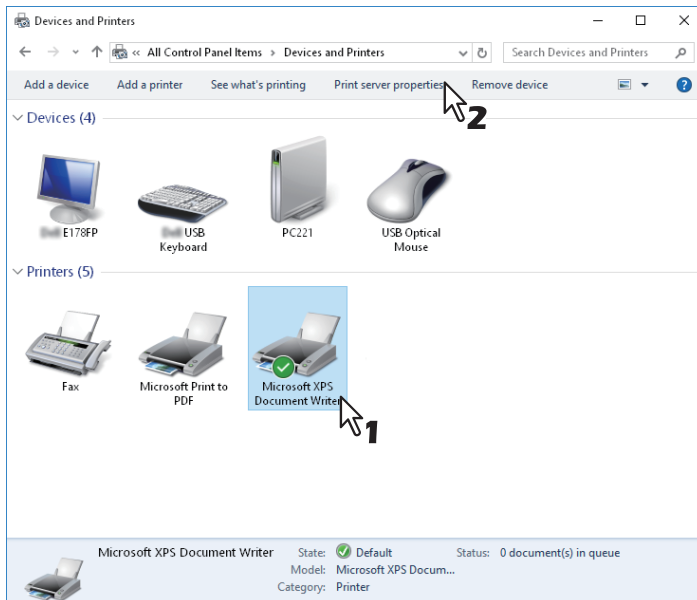 Devices and Printers
« All Control Panel Items > Devices and Printers
Search Devices and Printers
Add a device Add a printer See what's printing Print server properties Remove device
?
2
Devices (4)
E178FP
USB
Keyboard
PC221
USB Optical
Mouse
Printers (5)
Fax
Microsoft Print to
PDF
Microsoft XPS
Document Writer
1
Microsoft XPS Document Writer State: Default Status: 0 document(s) in queue
Model: Microsoft XPS Docum...
Category: Printer